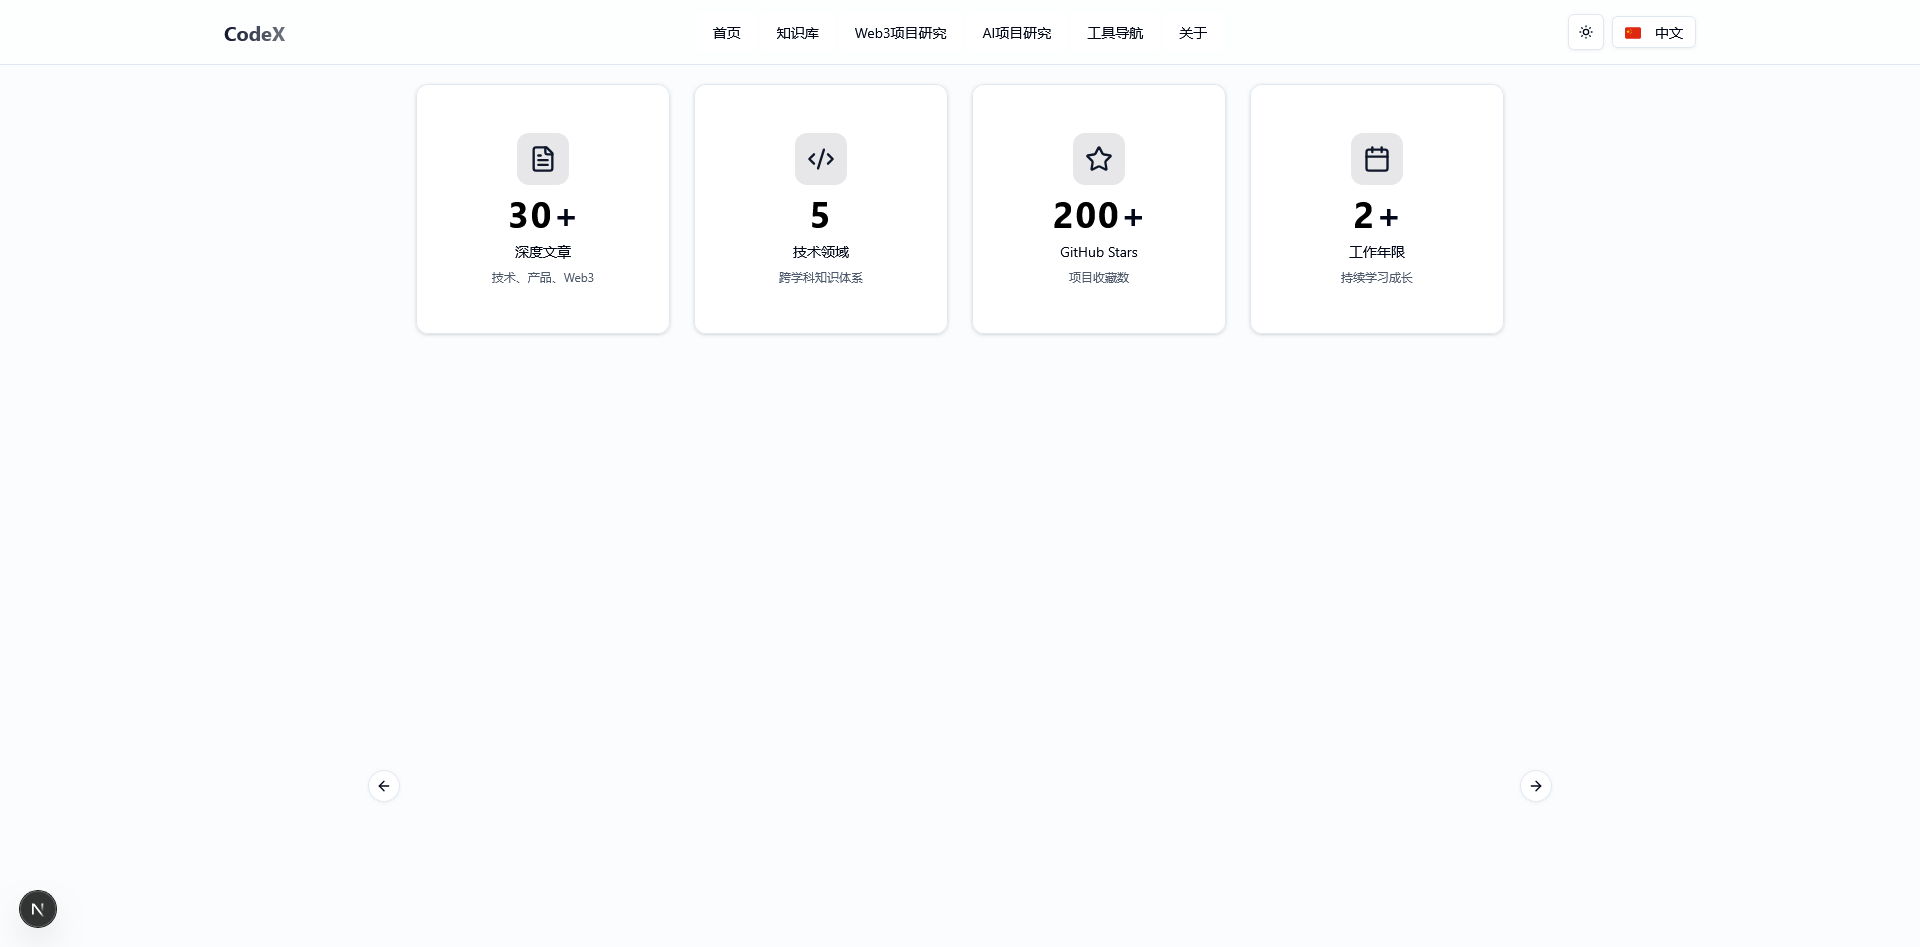 CodeX
首页
知识库
Web3项目研究
AI项目研究
工具导航
关于
中文
30+
深度文章
技术、产品、Web3
5
技术领域
跨学科知识体系
200+
GitHub Stars
项目收藏数
2+
工作年限
持续学习成长
N